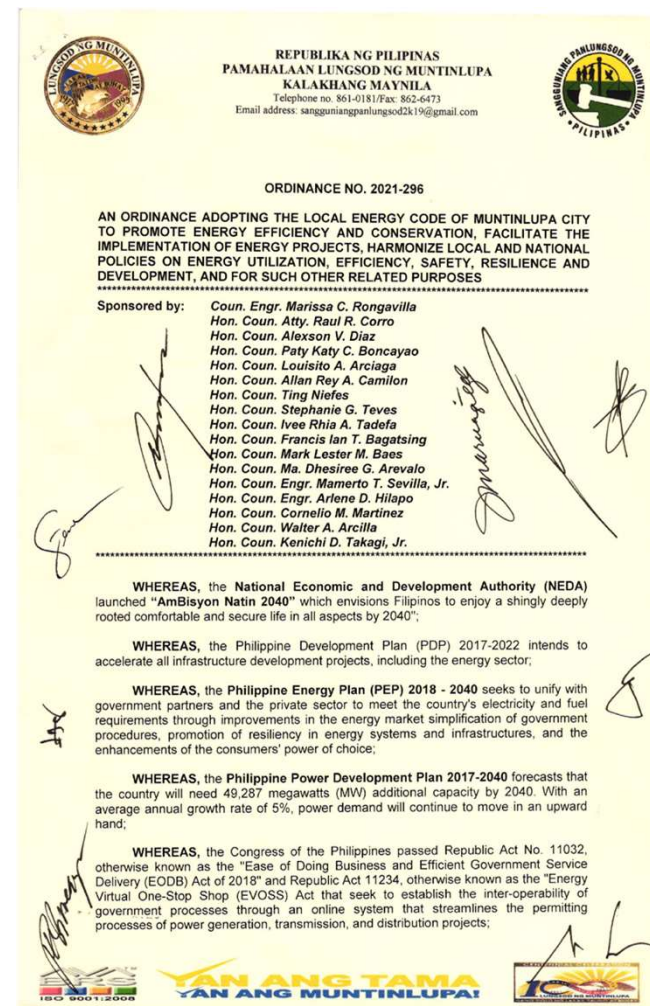 LUNGSOD NG MUNTINLUPA
1995
REPUBLIKA NG PILIPINAS
PAMAHALAAN LUNGSOD NG MUNTINLUPA
KALAKHANG MAYNILA
Telephone no. 861-0181/Fax: 862-6473
Email address: sangguniangpanlungsod2k19@gmail.com
SANGGUNIANG PANLUNGSOD NG MUNTINLUPA
PILIPINAS
ORDINANCE NO. 2021-296
AN ORDINANCE ADOPTING THE LOCAL ENERGY CODE OF MUNTINLUPA CITY
TO PROMOTE ENERGY EFFICIENCY AND CONSERVATION, FACILITATE THE
IMPLEMENTATION OF ENERGY PROJECTS, HARMONIZE LOCAL AND NATIONAL
POLICIES ON ENERGY UTILIZATION, EFFICIENCY, SAFETY, RESILIENCE AND
DEVELOPMENT, AND FOR SUCH OTHER RELATED PURPOSES
Sponsored by: Coun. Engr. Marissa C. Rongavilla
Hon. Coun. Atty. Raul R. Corro
Hon. Coun. Alexson V. Diaz
Hon. Coun. Paty Katy C. Boncayao
Hon. Coun. Louisito A. Arciaga
Hon. Coun. Allan Rey A. Camilon
Hon. Coun. Ting Niefes
Hon. Coun. Stephanie G. Teves
Hon. Coun. Ivee Rhia A. Tadefa
Hon. Coun. Francis Ian T. Bagatsing
Hon. Coun. Mark Lester M. Baes
Hon. Coun. Ma. Dhesiree G. Arevalo
Hon. Coun. Engr. Mamerto T. Sevilla, Jr.
Hon. Coun. Engr. Arlene D. Hilapo
Hon. Coun. Cornelio M. Martinez
Hon. Coun. Walter A. Arcilla
Hon. Coun. Kenichi D. Takagi, Jr.
WHEREAS, the National Economic and Development Authority (NEDA)
launched "AmBisyon Natin 2040" which envisions Filipinos to enjoy a shingly deeply
rooted comfortable and secure life in all aspects by 2040";
WHEREAS, the Philippine Development Plan (PDP) 2017-2022 intends to
accelerate all infrastructure development projects, including the energy sector;
WHEREAS, the Philippine Energy Plan (PEP) 2018 - 2040 seeks to unify with
government partners and the private sector to meet the country's electricity and fuel
requirements through improvements in the energy market simplification of government
procedures, promotion of resiliency in energy systems and infrastructures, and the
enhancements of the consumers' power of choice;
WHEREAS, the Philippine Power Development Plan 2017-2040 forecasts that
the country will need 49,287 megawatts (MW) additional capacity by 2040. With an
average annual growth rate of 5%, power demand will continue to move in an upward
hand;
WHEREAS, the Congress of the Philippines passed Republic Act No. 11032,
otherwise known as the "Ease of Doing Business and Efficient Government Service
Delivery (EODB) Act of 2018" and Republic Act 11234, otherwise known as the "Energy
Virtual One-Stop Shop (EVOSS) Act that seek to establish the inter-operability of
government processes through an online system that streamlines the permitting
processes of power generation, transmission, and distribution projects;
ISO 9001:2008
YAN ANG TAMA
YAN ANG MUNTINLUPA!
LUNGSOD NG MUNTINLUPA